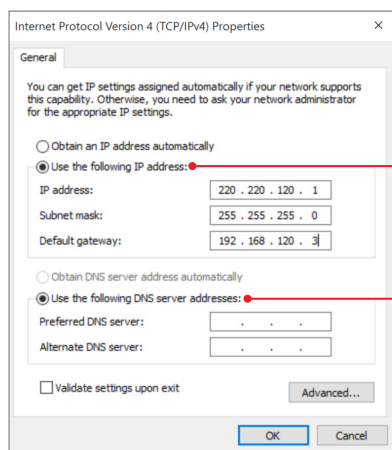 Internet Protocol Version 4 (TCP/IPv4) Properties
General
You can get IP settings assigned automatically if your network supports
this capability. Otherwise, you need to ask your network administrator
for the appropriate IP settings.
Obtain an IP address automatically
Use the following IP address:
IP address: 220 . 220 . 120 . 1
Subnet mask: 255 . 255 . 255 . 0
Default gateway: 192 . 168 . 120 . 3
Obtain DNS server address automatically
Use the following DNS server addresses:
Preferred DNS server: . . .
Alternate DNS server: . . .
Validate settings upon exit
Advanced...
OK Cancel